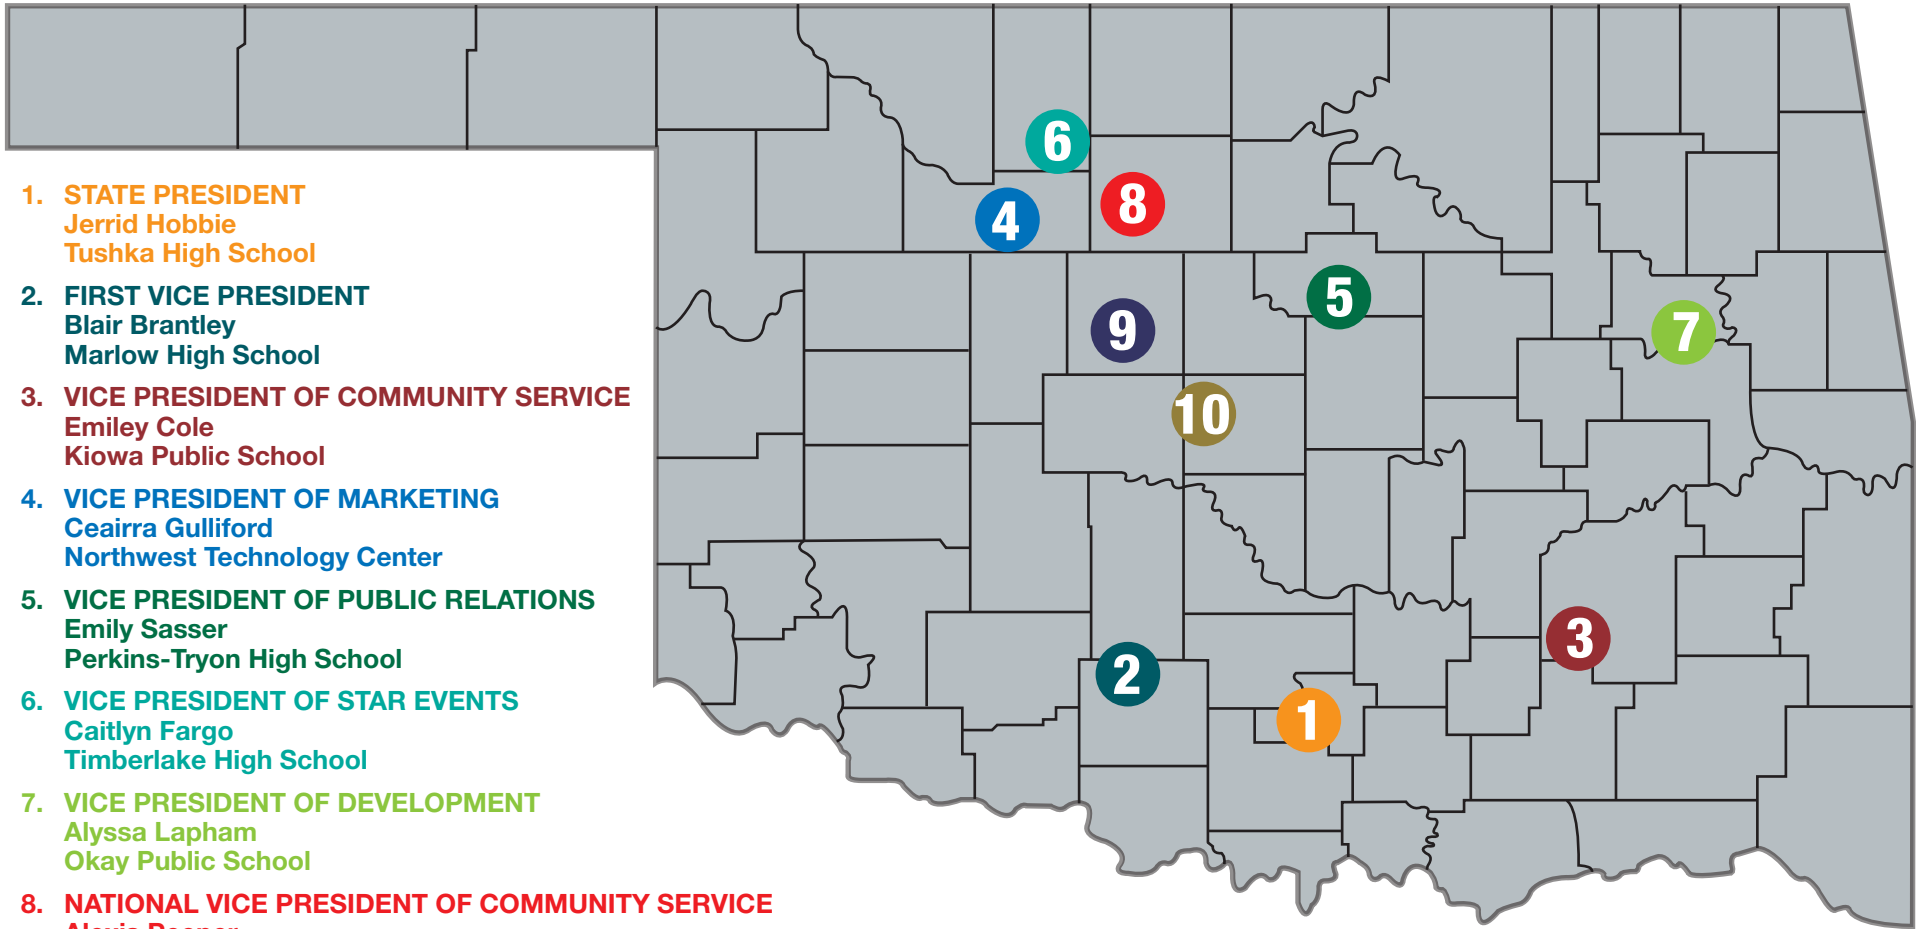 1. STATE PRESIDENT
Jerrid Hobbie
Tushka High School
2. FIRST VICE PRESIDENT
Blair Brantley
Marlow High School
3. VICE PRESIDENT OF COMMUNITY SERVICE
Emiley Cole
Kiowa Public School
4. VICE PRESIDENT OF MARKETING
Ceairra Gulliford
Northwest Technology Center
5. VICE PRESIDENT OF PUBLIC RELATIONS
Emily Sasser
Perkins-Tryon High School
6. VICE PRESIDENT OF STAR EVENTS
Caitlyn Fargo
Timberlake High School
7. VICE PRESIDENT OF DEVELOPMENT
Alyssa Lapham
Okay Public School
8. NATIONAL VICE PRESIDENT OF COMMUNITY SERVICE
6
8
4
5
9
7
10
3
2
1